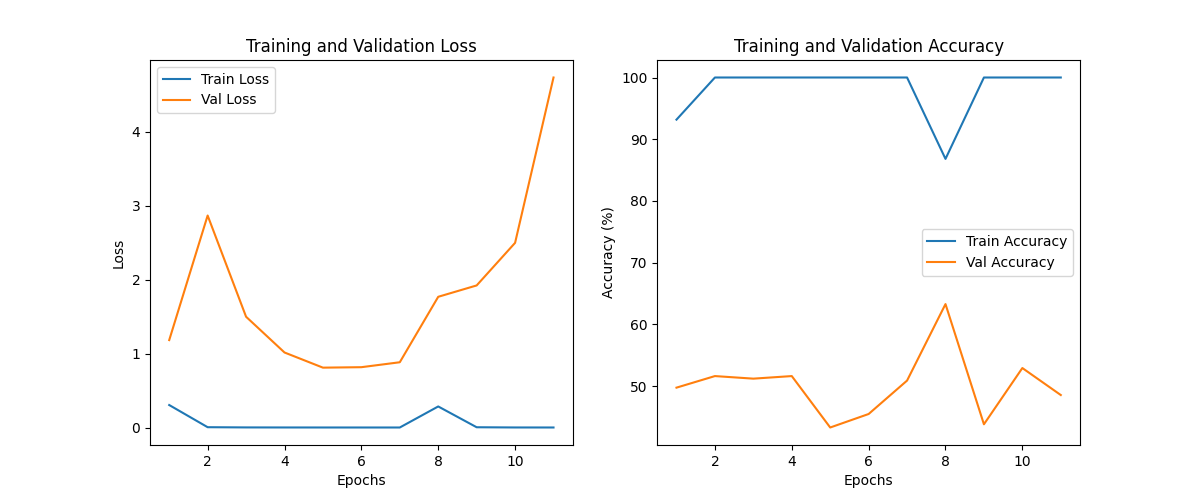 Training and Validation Loss
Train Loss
Val Loss
Loss
4
3
2
1
0
2 4 6 8 10
Epochs
Training and Validation Accuracy
100
90
80
70
60
50
Accuracy (%)
Train Accuracy
Val Accuracy
2 4 6 8 10
Epochs